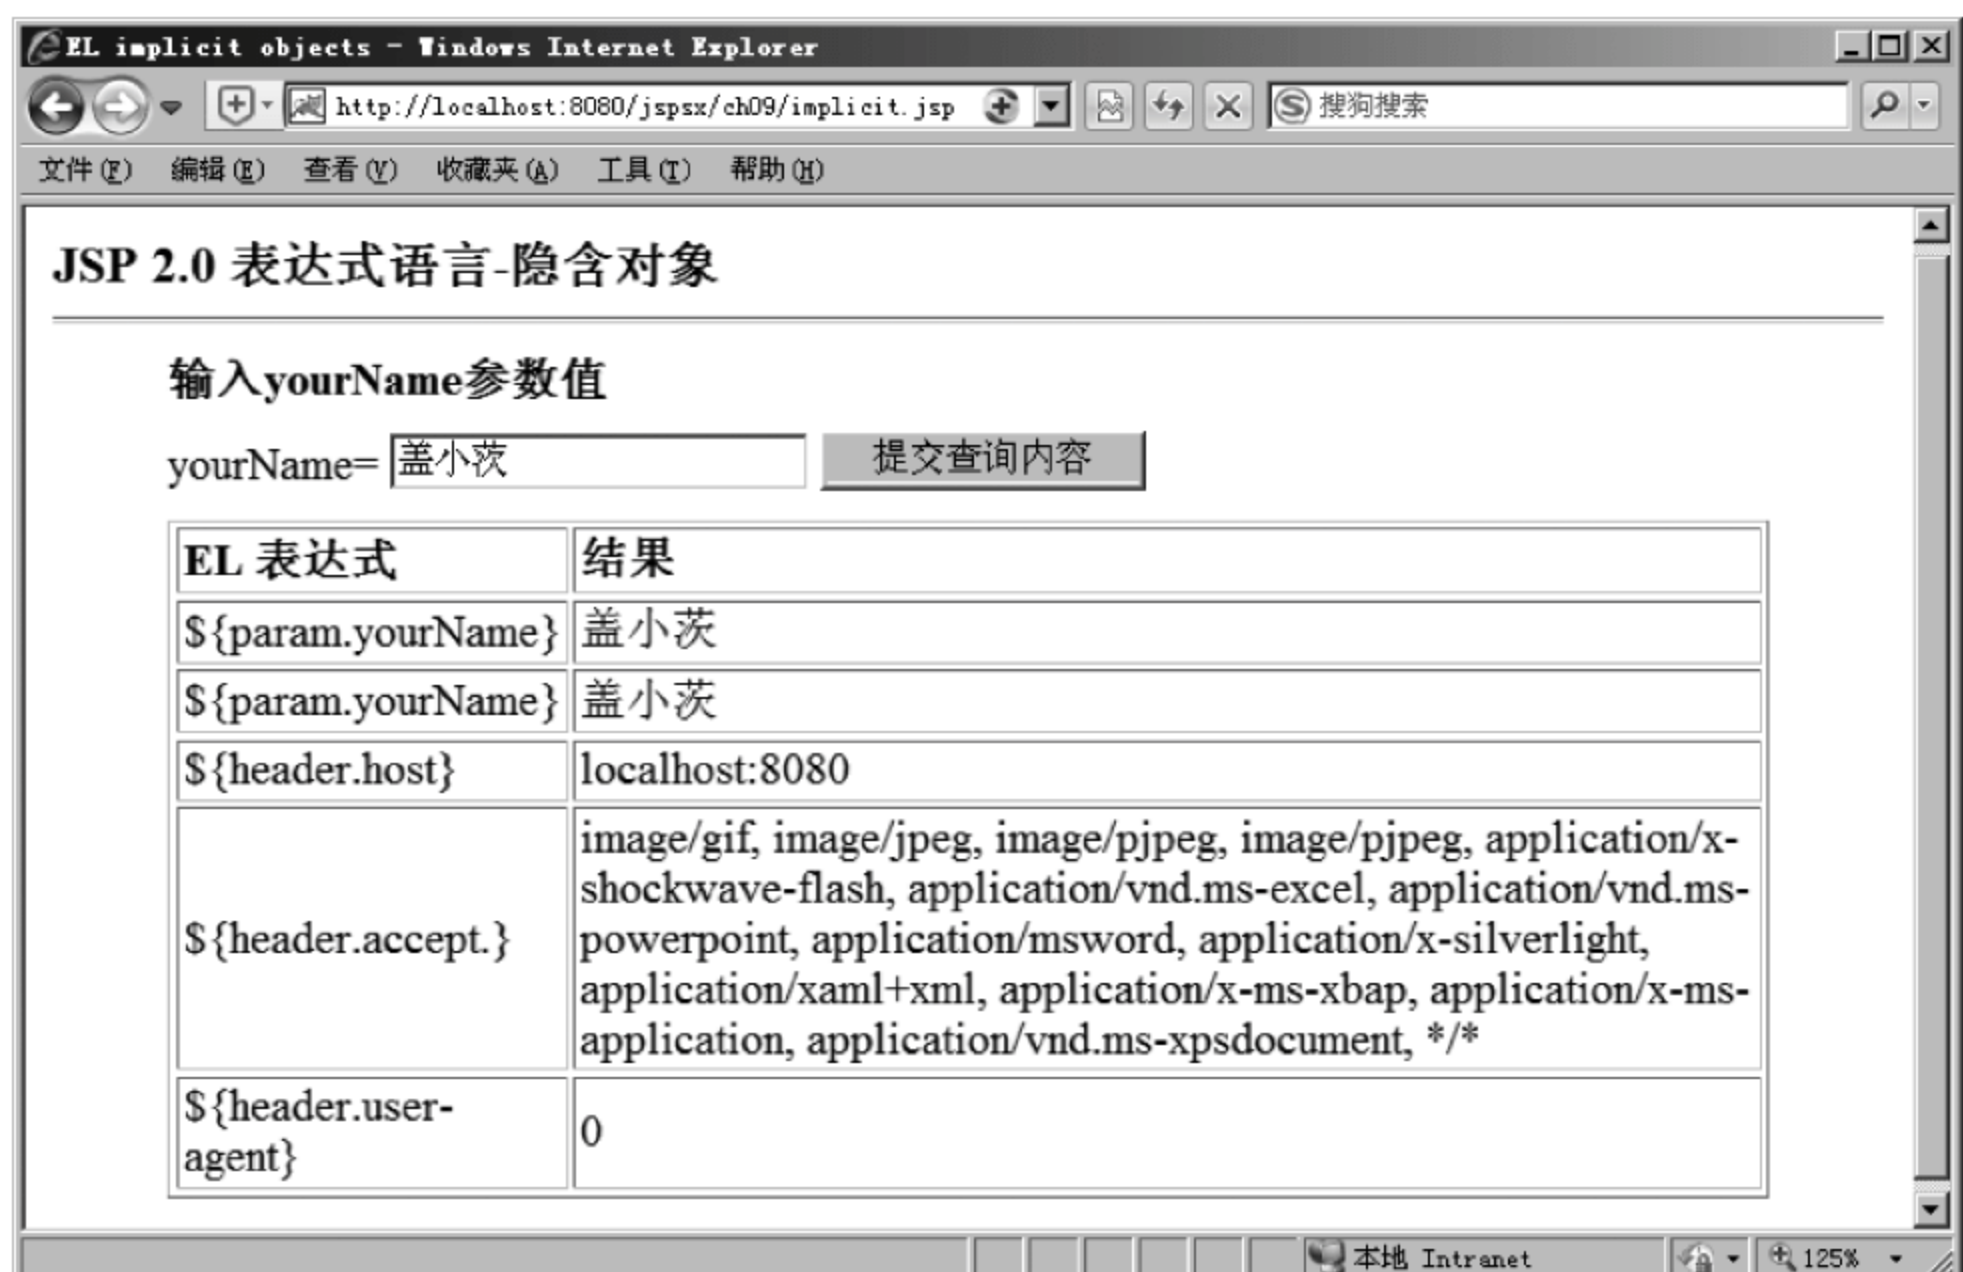 EL implicit objects - Windows Internet Explorer
http://localhost:8080/jspsx/ch09/implicit.jsp
搜狗搜索
文件(F) 编辑(E) 查看(V) 收藏夹(A) 工具(T) 帮助(H)
JSP 2.0 表达式语言-隐含对象
输入yourName参数值
yourName= 盖小茨 提交查询内容
EL 表达式 结果
${param.yourName} 盖小茨
${param.yourName} 盖小茨
${header.host} localhost:8080
${header.accept.}
image/gif, image/jpeg, image/pjpeg, image/pjpeg, application/x-
shockwave-flash, application/vnd.ms-excel, application/vnd.ms-
powerpoint, application/msword, application/x-silverlight,
application/xaml+xml, application/x-ms-xbap, application/x-ms-
application, application/vnd.ms-xpsdocument, */*
${header.user-
agent}
0
本地 Intranet
125%